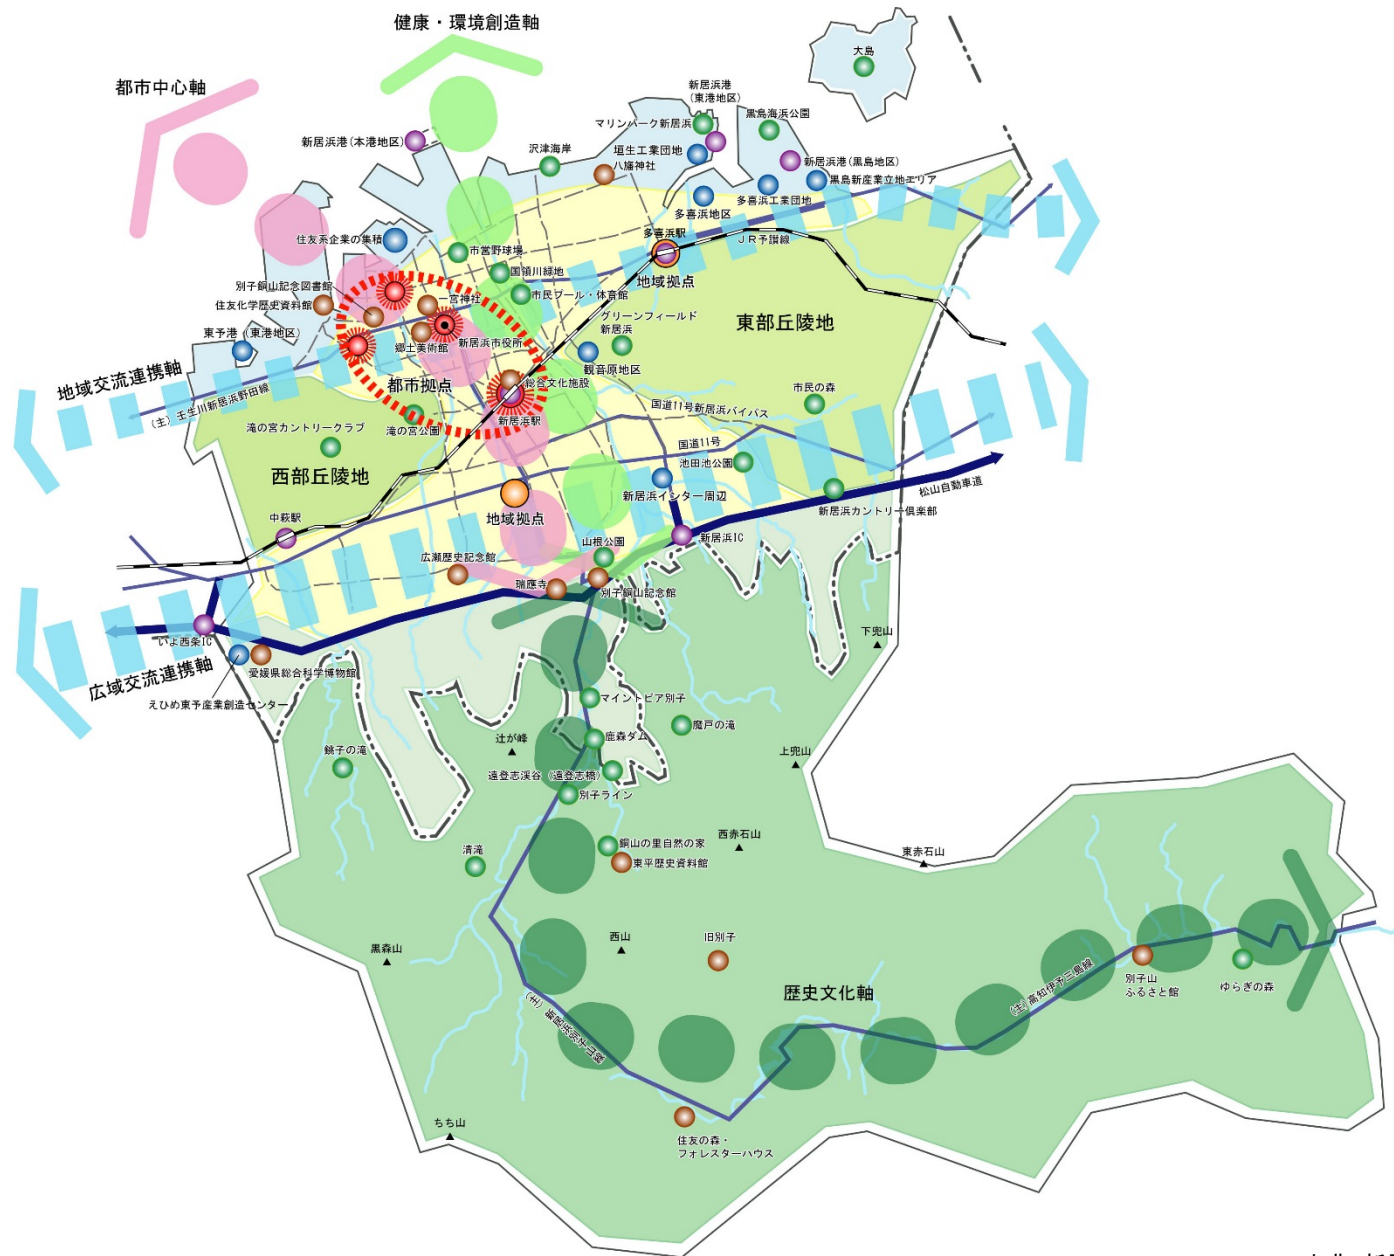 健康・環境創造軸
都市中心軸
大島
新居浜港
（東港地区）
マリンパーク新居浜
黒島海浜公園
新居浜港（本港地区）
沢津海岸
垣生工業団地
八旛神社
新居浜港（黒島地区）
黒島新産業立地エリア
多喜浜工業団地
多喜浜地区
住友系企業の集積
市営野球場
多喜浜駅
ＪＲ予讃線
地域拠点
国領川緑地
別子銅山記念図書館
住友化学歴史資料館
一宮神社
市民プール・体育館
グリーンフィールド
新居浜
東部丘陵地
東予港（東港地区）
郷土美術館
新居浜市役所
観音原地区
地域交流連携軸
（主）壬生川新居浜野田線
都市拠点
総合文化施設
市民の森
新居浜駅
国道11号新居浜バイパス
滝の宮公園
滝の宮カントリークラブ
国道11号
池田池公園
西部丘陵地
新居浜インター周辺
松山自動車道
新居浜カントリー倶楽部
地域拠点
中萩駅
新居浜IC
山根公園
広瀬歴史記念館
瑞應寺
別子銅山記念館
いよ西条IC
下兜山
広域交流連携軸
愛媛県総合科学博物館
えひめ東予産業創造センター
マイントピア別子
魔戸の滝
鹿森ダム
辻が峰
上兜山
銚子の滝
遠登志渓谷（遠登志橋）
別子ライン
銅山の里自然の家
西赤石山
東赤石山
清滝
東平歴史資料館
黒森山
西山
旧別子
歴史文化軸
（主）高知伊予三島線
別子山
ふるさと館
ゆらぎの森
（主）新居浜別子山線
ちち山
住友の森・
フォレスターハウス